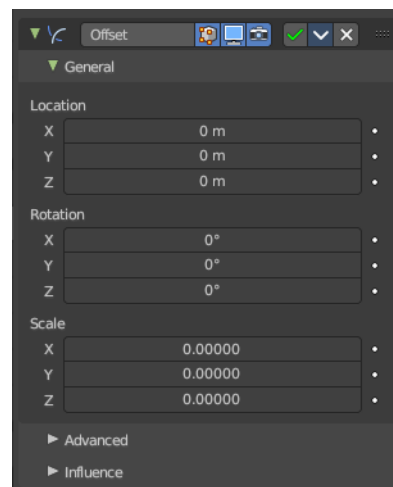 Offset
General
Location
X 0 m
Y 0 m
Z 0 m
Rotation
X 0°
Y 0°
Z 0°
Scale
X 0.00000
Y 0.00000
Z 0.00000
Advanced
Influence